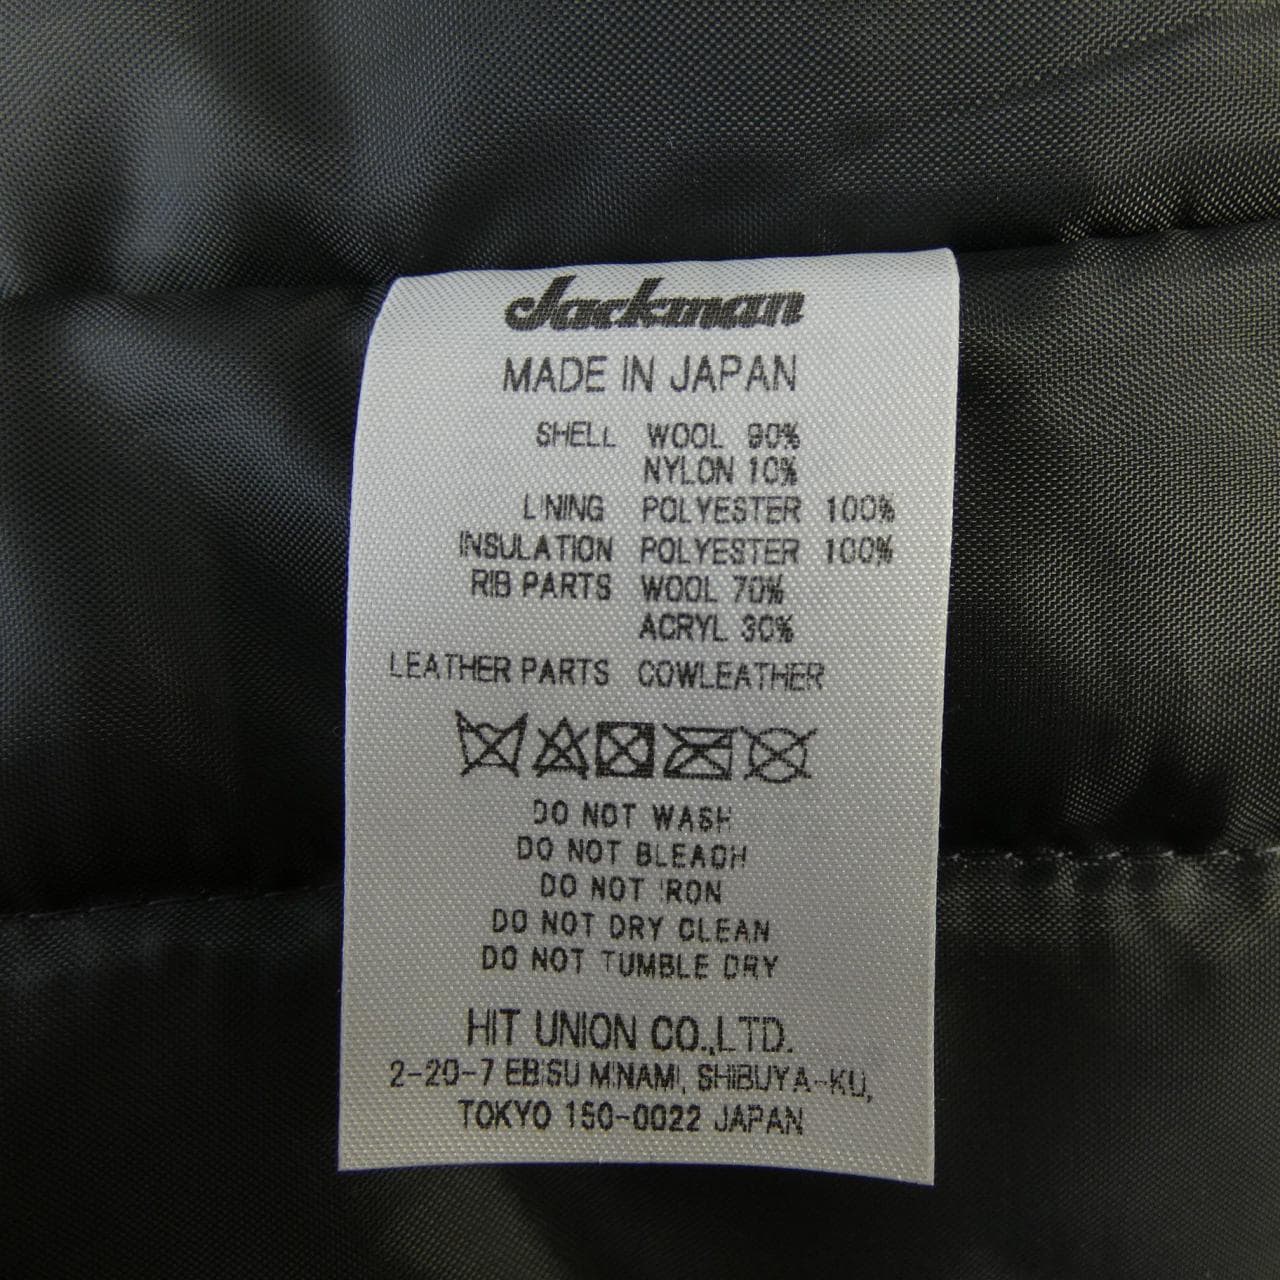 Jackman
MADE IN JAPAN
SHELL WOOL 90%
NYLON 10%
LINING POLYESTER 100%
INSULATION POLYESTER 100%
RIB PARTS WOOL 70%
ACRYL 30%
LEATHER PARTS COWLEATHER
DO NOT WASH
DO NOT BLEACH
DO NOT IRON
DO NOT DRY CLEAN
DO NOT TUMBLE DRY
HIT UNION CO.,LTD.
2-20-7 EBISU MINAMI, SHIBUYA-KU,
TOKYO 150-0022 JAPAN